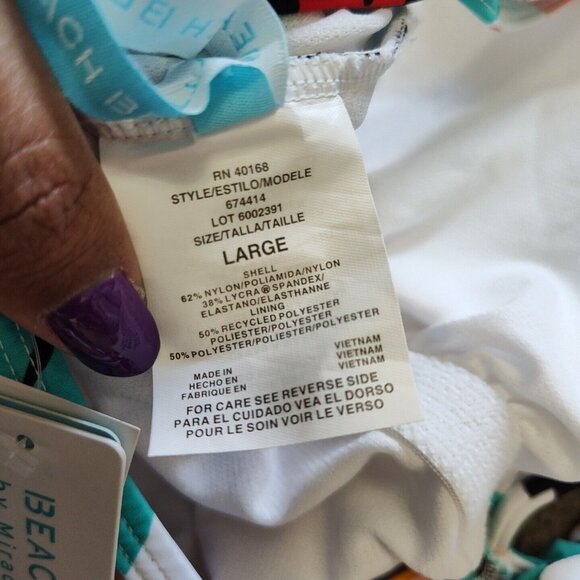 BEACH
RN 40168
STYLE/ESTILO/MODELE
674414
LOT 6002391
SIZE/TALLA/TAILLE
LARGE
SHELL
62% NYLON/POLIAMIDA/NYLON
38% LYCRA® SPANDEX/
ELASTANO/ELASTHANNE
LINING
50% RECYCLED POLYESTER
POLIESTER/POLYESTER
50% POLYESTER/POLIESTER/POLYESTER
MADE IN VIETNAM
HECHO EN VIETNAM
FABRIQUE EN VIETNAM
FOR CARE SEE REVERSE SIDE
PARA EL CUIDADO VEA EL DORSO
POUR LE SOIN VOIR LE VERSO
BEAC
by Mirac